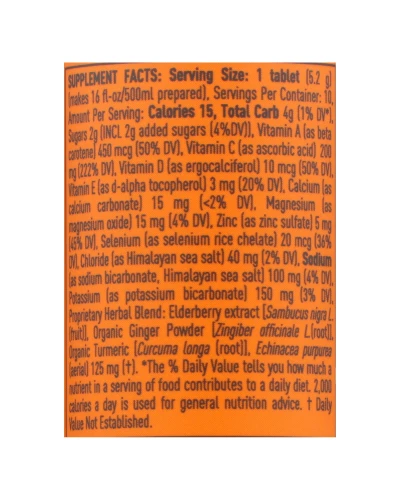 SUPPLEMENT FACTS: Serving Size: 1 tablet (5.2 g)
(makes 16 fl-oz/500ml prepared), Servings Per Container: 10,
Amount Per Serving: Calories 15, Total Carb 4g (1% DV*),
Sugars 2g (INCL 2g added sugars (4%DV)), Vitamin A (as beta
carotene) 450 mcg (50% DV), Vitamin C (as ascorbic acid) 200
mg (222% DV), Vitamin D (as ergolcalciferol) 10 mcg (50% DV),
Vitamin E (as d-alpha tocopherol) 3 mg (20% DV), Calcium (as
calcium carbonate) 15 mg (<2% DV), Magnesium (as
magnesium oxide) 15 mg (4% DV), Zinc (as zinc sulfate) 5 mg
(45% DV), Selenium (as selenium rice chelate) 20 mcg (36%
DV), Chloride (as Himalayan sea salt) 40 mg (2% DV), Sodium
(as sodium bicarbonate, Himalayan sea salt) 100 mg (4% DV),
Potassium (as potassium bicarbonate) 150 mg (3% DV),
Proprietary Herbal Blend: Elderberry extract [Sambucus nigra L.
(fruit)], Organic Ginger Powder [Zingiber officinale L.(root)],
Organic Turmeric [Curcuma longa (root)], Echinacea purpurea
(aerial) 125 mg (†). *The % Daily Value tells you how much a
nutrient in a serving of food contributes to a daily diet. 2,000
calories a day is used for general nutrition advice. † Daily
Value Not Established.